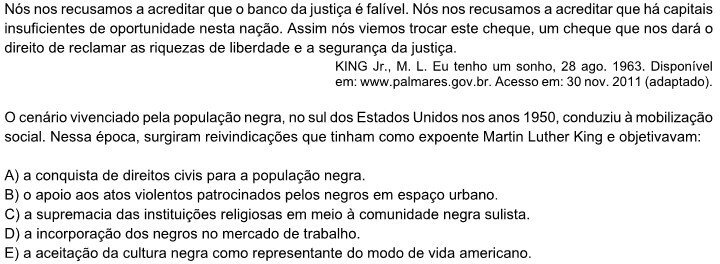 Nós nos recusamos a acreditar que o banco da justiça é falível. Nós nos recusamos a acreditar que há capitais
insuficientes de oportunidade nesta nação. Assim nós viemos trocar este cheque, um cheque que nos dará o
direito de reclamar as riquezas de liberdade e a segurança da justiça.
KING Jr., M. L. Eu tenho um sonho, 28 ago. 1963. Disponível
em: www.palmares.gov.br. Acesso em: 30 nov. 2011 (adaptado).
O cenário vivenciado pela população negra, no sul dos Estados Unidos nos anos 1950, conduziu à mobilização
social. Nessa época, surgiram reivindicações que tinham como expoente Martin Luther King e objetivavam:
A) a conquista de direitos civis para a população negra.
B) o apoio aos atos violentos patrocinados pelos negros em espaço urbano.
C) a supremacia das instituições religiosas em meio à comunidade negra sulista.
D) a incorporação dos negros no mercado de trabalho.
E) a aceitação da cultura negra como representante do modo de vida americano.